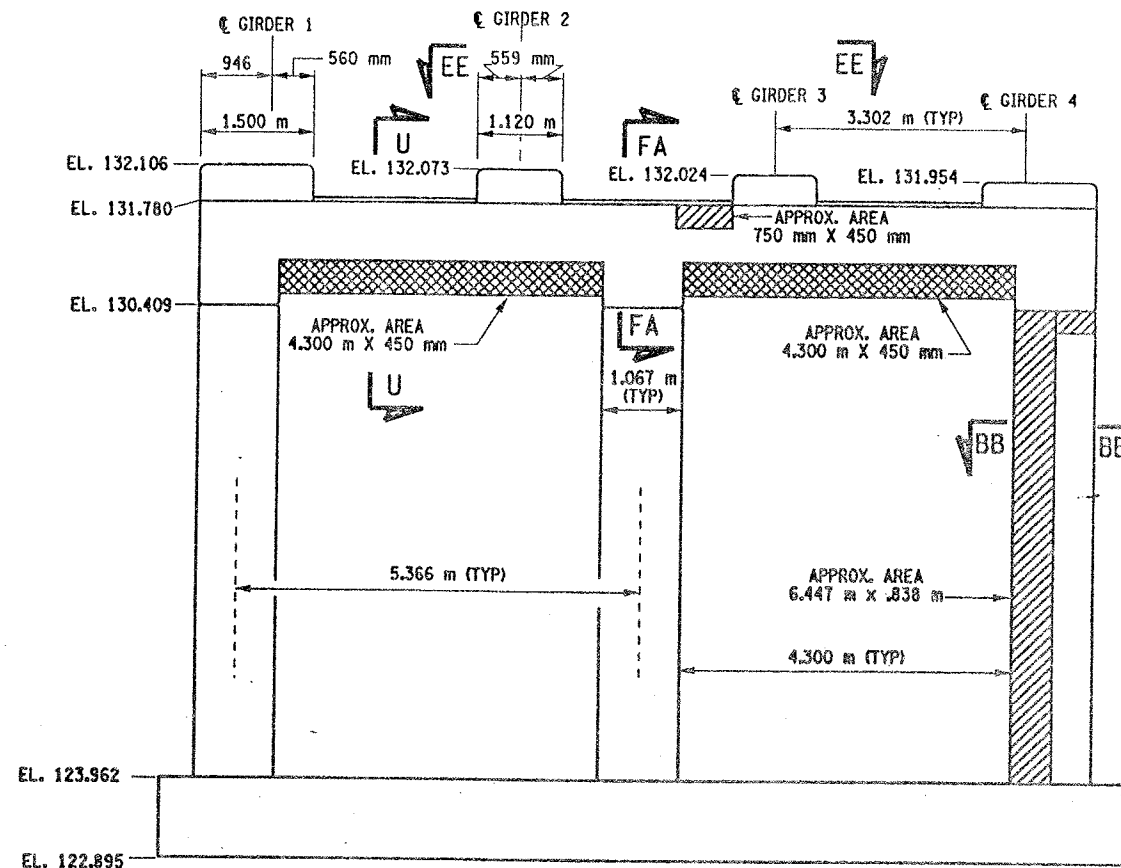 ℄ GIRDER 1
℄ GIRDER 2
946
560 mm
EE
559 mm
EE
℄ GIRDER 3
℄ GIRDER 4
3.302 m (TYP)
1.500 m
U
1.120 m
FA
EL. 132.106
EL. 132.073
EL. 132.024
EL. 131.954
EL. 131.780
APPROX. AREA
750 mm X 450 mm
EL. 130.409
APPROX. AREA
4.300 m X 450 mm
FA
APPROX. AREA
4.300 m X 450 mm
U
1.067 m
(TYP)
BB
BB
5.366 m (TYP)
APPROX. AREA
6.447 m x .838 m
4.300 m (TYP)
EL. 123.962
EL. 122.895